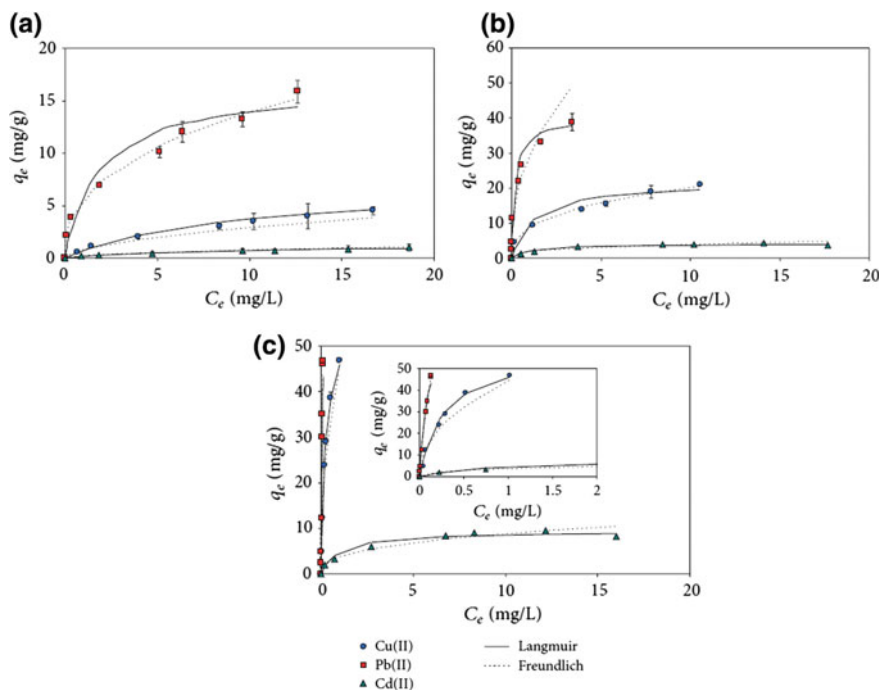 (a)
20
15
10
5
0
qe (mg/g)
0 5 10 15 20
Ce (mg/L)
(b)
60
50
40
30
20
10
0
qe (mg/g)
0 5 10 15 20
Ce (mg/L)
(c)
50
40
30
20
10
0
qe (mg/g)
0 5 10 15 20
Ce (mg/L)
50
40
30
20
10
0
qe (mg/g)
0 0.5 1 1.5 2
Ce (mg/L)
Cu(II) Langmuir
Pb(II) Freundlich
Cd(II)